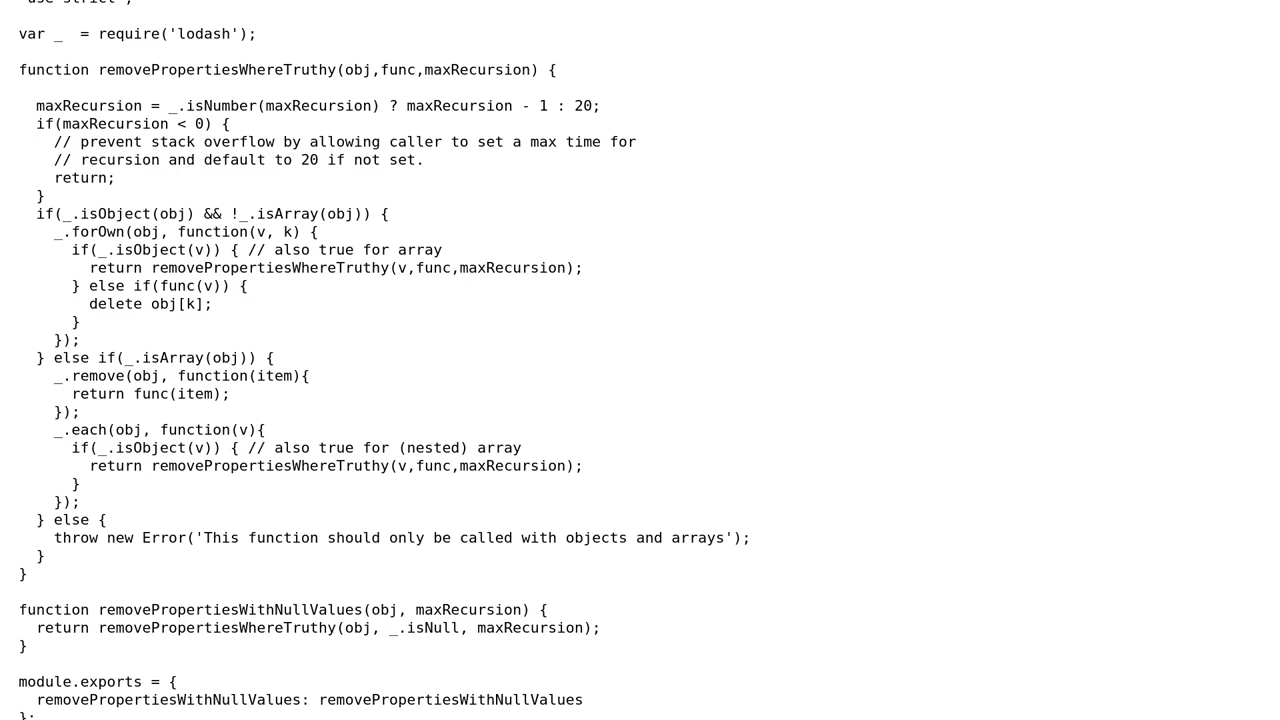 'use strict';

var _  = require('lodash');

function removePropertiesWhereTruthy(obj,func,maxRecursion) {

  maxRecursion = _.isNumber(maxRecursion) ? maxRecursion - 1 : 20;
  if(maxRecursion < 0) {
    // prevent stack overflow by allowing caller to set a max time for
    // recursion and default to 20 if not set.
    return;
  }
  if(_.isObject(obj) && !_.isArray(obj)) {
    _.forOwn(obj, function(v, k) {
      if(_.isObject(v)) { // also true for array
        return removePropertiesWhereTruthy(v,func,maxRecursion);
      } else if(func(v)) {
        delete obj[k];
      }
    });
  } else if(_.isArray(obj)) {
    _.remove(obj, function(item){
      return func(item);
    });
    _.each(obj, function(v){
      if(_.isObject(v)) { // also true for (nested) array
        return removePropertiesWhereTruthy(v,func,maxRecursion);
      }
    });
  } else {
    throw new Error('This function should only be called with objects and arrays');
  }
}

function removePropertiesWithNullValues(obj, maxRecursion) {
  return removePropertiesWhereTruthy(obj, _.isNull, maxRecursion);
}

module.exports = {
  removePropertiesWithNullValues: removePropertiesWithNullValues
};